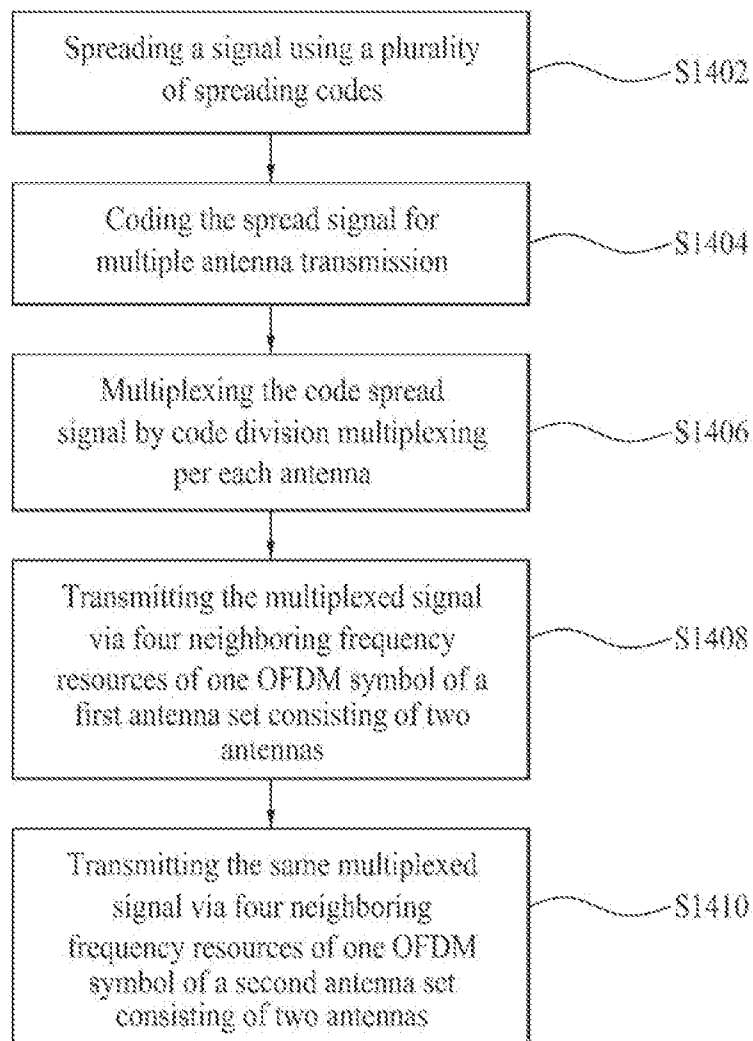 Spreading a signal using a plurality
of spreading codes
S1402
Coding the spread signal for
multiple antenna transmission
S1404
Multiplexing the code spread
signal by code division multiplexing
per each antenna
S1406
Transmitting the multiplexed signal
via four neighboring frequency
resources of one OFDM symbol of a
first antenna set consisting of two
antennas
S1408
Transmitting the same multiplexed
signal via four neighboring
frequency resources of one OFDM
symbol of a second antenna set
consisting of two antennas
S1410